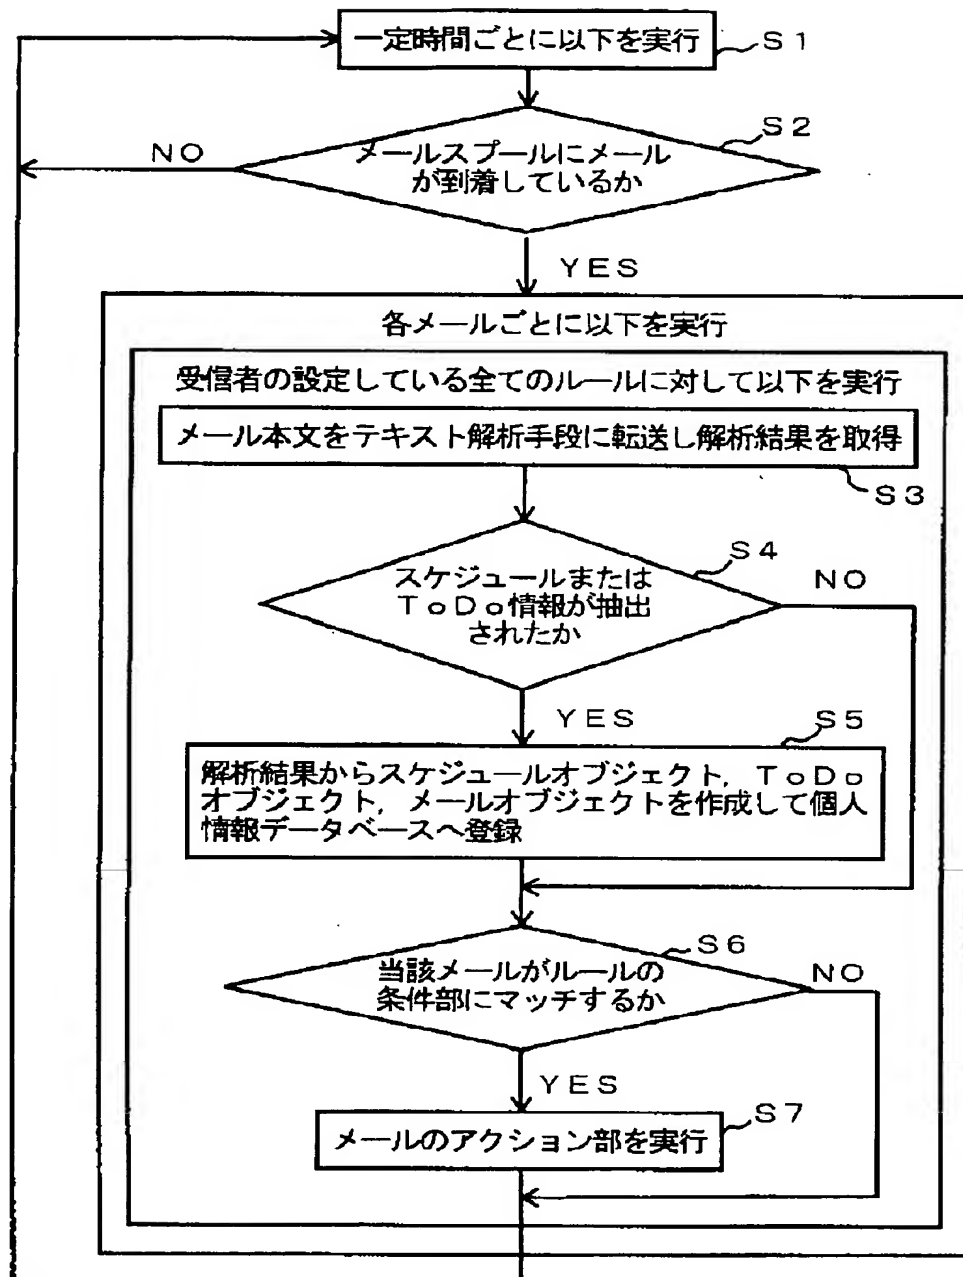 一定時間ごとに以下を実行
S1
S2
メールスプールにメール
が到着しているか
NO
YES
各メールごとに以下を実行
受信者の設定している全てのルールに対して以下を実行
メール本文をテキスト解析手段に転送し解析結果を取得
S3
S4
スケジュールまたは
ToDo情報が抽出
されたか
NO
YES
S5
解析結果からスケジュールオブジェクト，ToDo
オブジェクト，メールオブジェクトを作成して個人
情報データベースへ登録
S6
当該メールがルールの
条件部にマッチするか
NO
YES
S7
メールのアクション部を実行